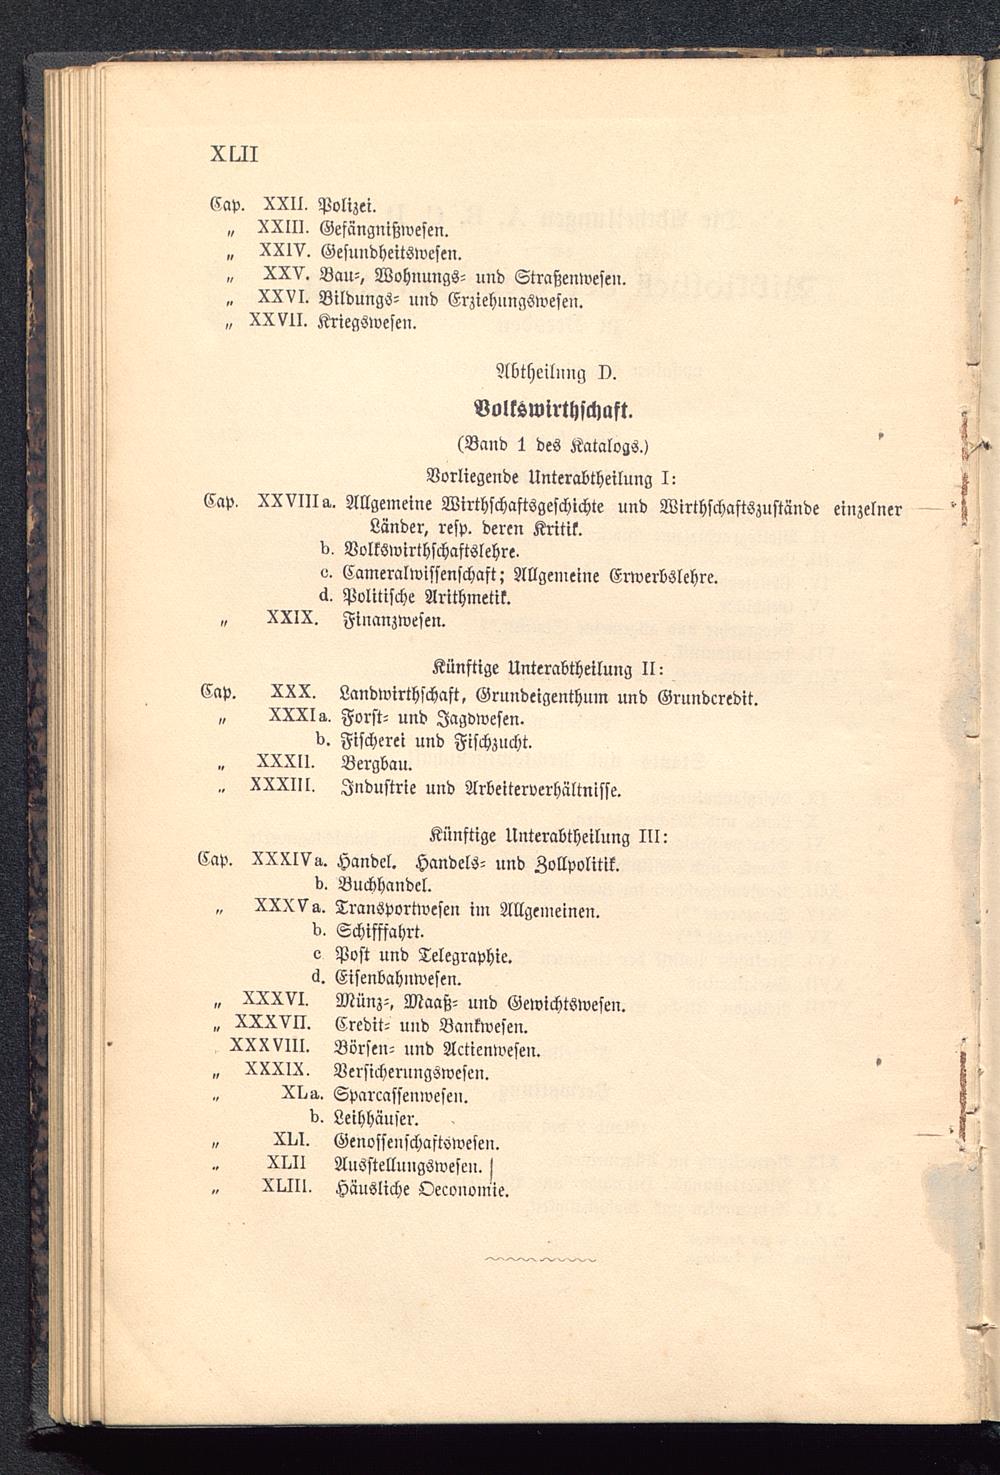 XLII
Cap. XXII. Polizei.
„ XXIII. Gefängnißwesen.
„ XXIV. Gesundheitswesen.
„ XXV. Bau-, Wohnungs- und Straßenwesen.
„ XXVI. Bildungs- und Erziehungswesen.
„ XXVII. Kriegswesen.
Abtheilung D.
Volkswirthschaft.
(Band 1 des Katalogs.)
Vorliegende Unterabtheilung I:
Cap. XXVIII a. Allgemeine Wirthschaftsgeschichte und Wirthschaftszustände einzelner
Länder, resp. deren Kritik.
b. Volkswirthschaftslehre.
c. Cameralwissenschaft; Allgemeine Erwerbslehre.
d. Politische Arithmetik.
„ XXIX. Finanzwesen.
Künftige Unterabtheilung II:
Cap. XXX. Landwirthschaft, Grundeigenthum und Grundcredit.
„ XXXI a. Forst- und Jagdwesen.
b. Fischerei und Fischzucht.
„ XXXII. Bergbau.
„ XXXIII. Industrie und Arbeiterverhältnisse.
Künftige Unterabtheilung III:
Cap. XXXIV a. Handel. Handels- und Zollpolitik.
b. Buchhandel.
„ XXXV a. Transportwesen im Allgemeinen.
b. Schifffahrt.
c Post und Telegraphie.
d. Eisenbahnwesen.
„ XXXVI. Münz-, Maaß- und Gewichtswesen.
„ XXXVII. Credit- und Bankwesen.
„ XXXVIII. Börsen- und Actienwesen.
„ XXXIX. Versicherungswesen.
„ XLa. Sparcassenwesen.
b. Leihhäuser.
„ XLI. Genossenschaftswesen.
„ XLII Ausstellungswesen.
„ XLIII. Häusliche Oeconomie.